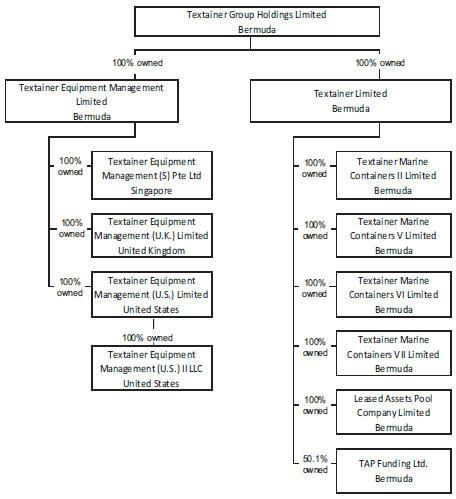 Textainer Group Holdings Limited
Bermuda
100% owned
100% owned
Textainer Equipment Management
Limited
Bermuda
Textainer Limited
Bermuda
100%
owned
Textainer Equipment
Management (S) Pte Ltd
Singapore
100%
owned
Textainer Equipment
Management (U.K.) Limited
United Kingdom
100%
owned
Textainer Equipment
Management (U.S.) Limited
United States
100% owned
Textainer Equipment
Management (U.S.) II LLC
United States
100%
owned
Textainer Marine
Containers II Limited
Bermuda
100%
owned
Textainer Marine
Containers V Limited
Bermuda
100%
owned
Textainer Marine
Containers VI Limited
Bermuda
100%
owned
Textainer Marine
Containers VII Limited
Bermuda
100%
owned
Leased Assets Pool
Company Limited
Bermuda
50.1%
owned
TAP Funding Ltd.
Bermuda